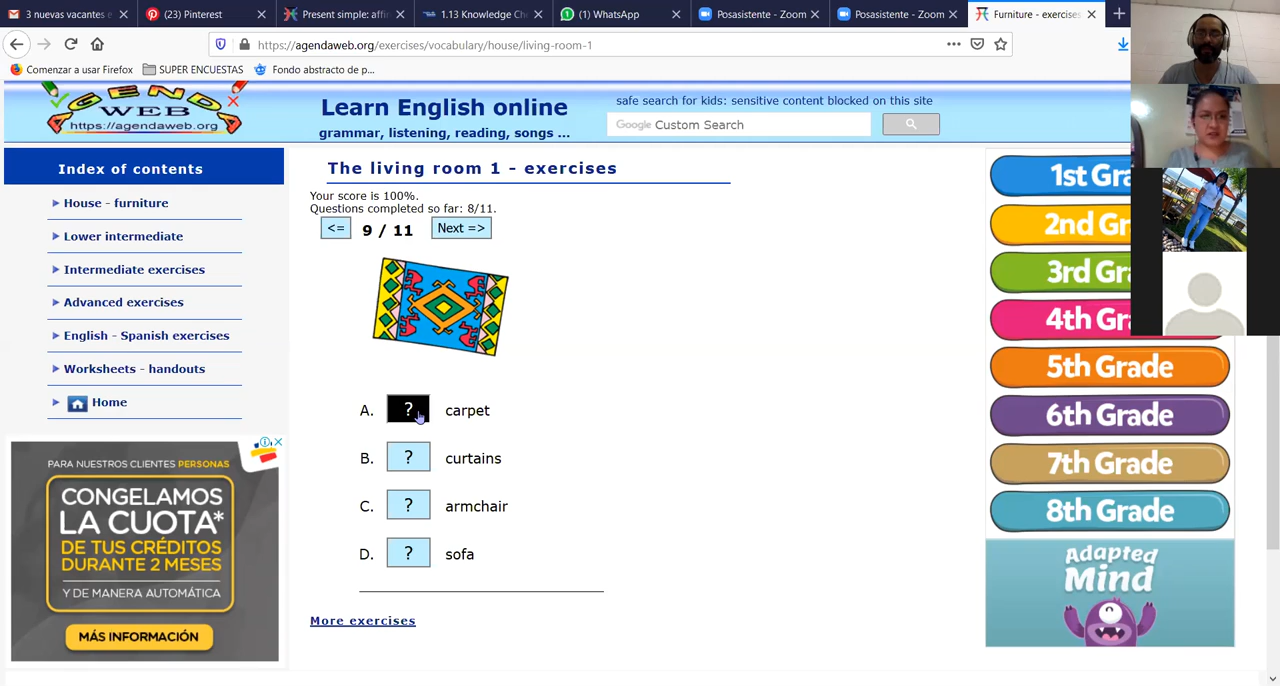 3 nuevas vacantes e
(23) Pinterest
Present simple: affi
1.13 Knowledge Che
(1) WhatsApp
Posasistente - Zoom
Posasistente - Zoom
Furniture - exercises
https://agendaweb.org/exercises/vocabulary/house/living-room-1
Comenzar a usar Firefox
SUPER ENCUESTAS
Fondo abstracto de p...
AGENDA
WEB
https://agendaweb.org
Learn English online
grammar, listening, reading, songs ...
safe search for kids: sensitive content blocked on this site
Google Custom Search
Index of contents
House - furniture
Lower intermediate
Intermediate exercises
Advanced exercises
English - Spanish exercises
Worksheets - handouts
Home
PARA NUESTROS CLIENTES PERSONAS
CONGELAMOS
LA CUOTA*
DE TUS CRÉDITOS
DURANTE 2 MESES
Y DE MANERA AUTOMÁTICA
MÁS INFORMACIÓN
The living room 1 - exercises
Your score is 100%.
Questions completed so far: 8/11.
<= 9 / 11 Next =>
A. ? carpet
B. ? curtains
C. ? armchair
D. ? sofa
More exercises
1st Gra
2nd Gr
3rd Gra
4th Gra
5th Grade
6th Grade
7th Grade
8th Grade
Adapted
Mind